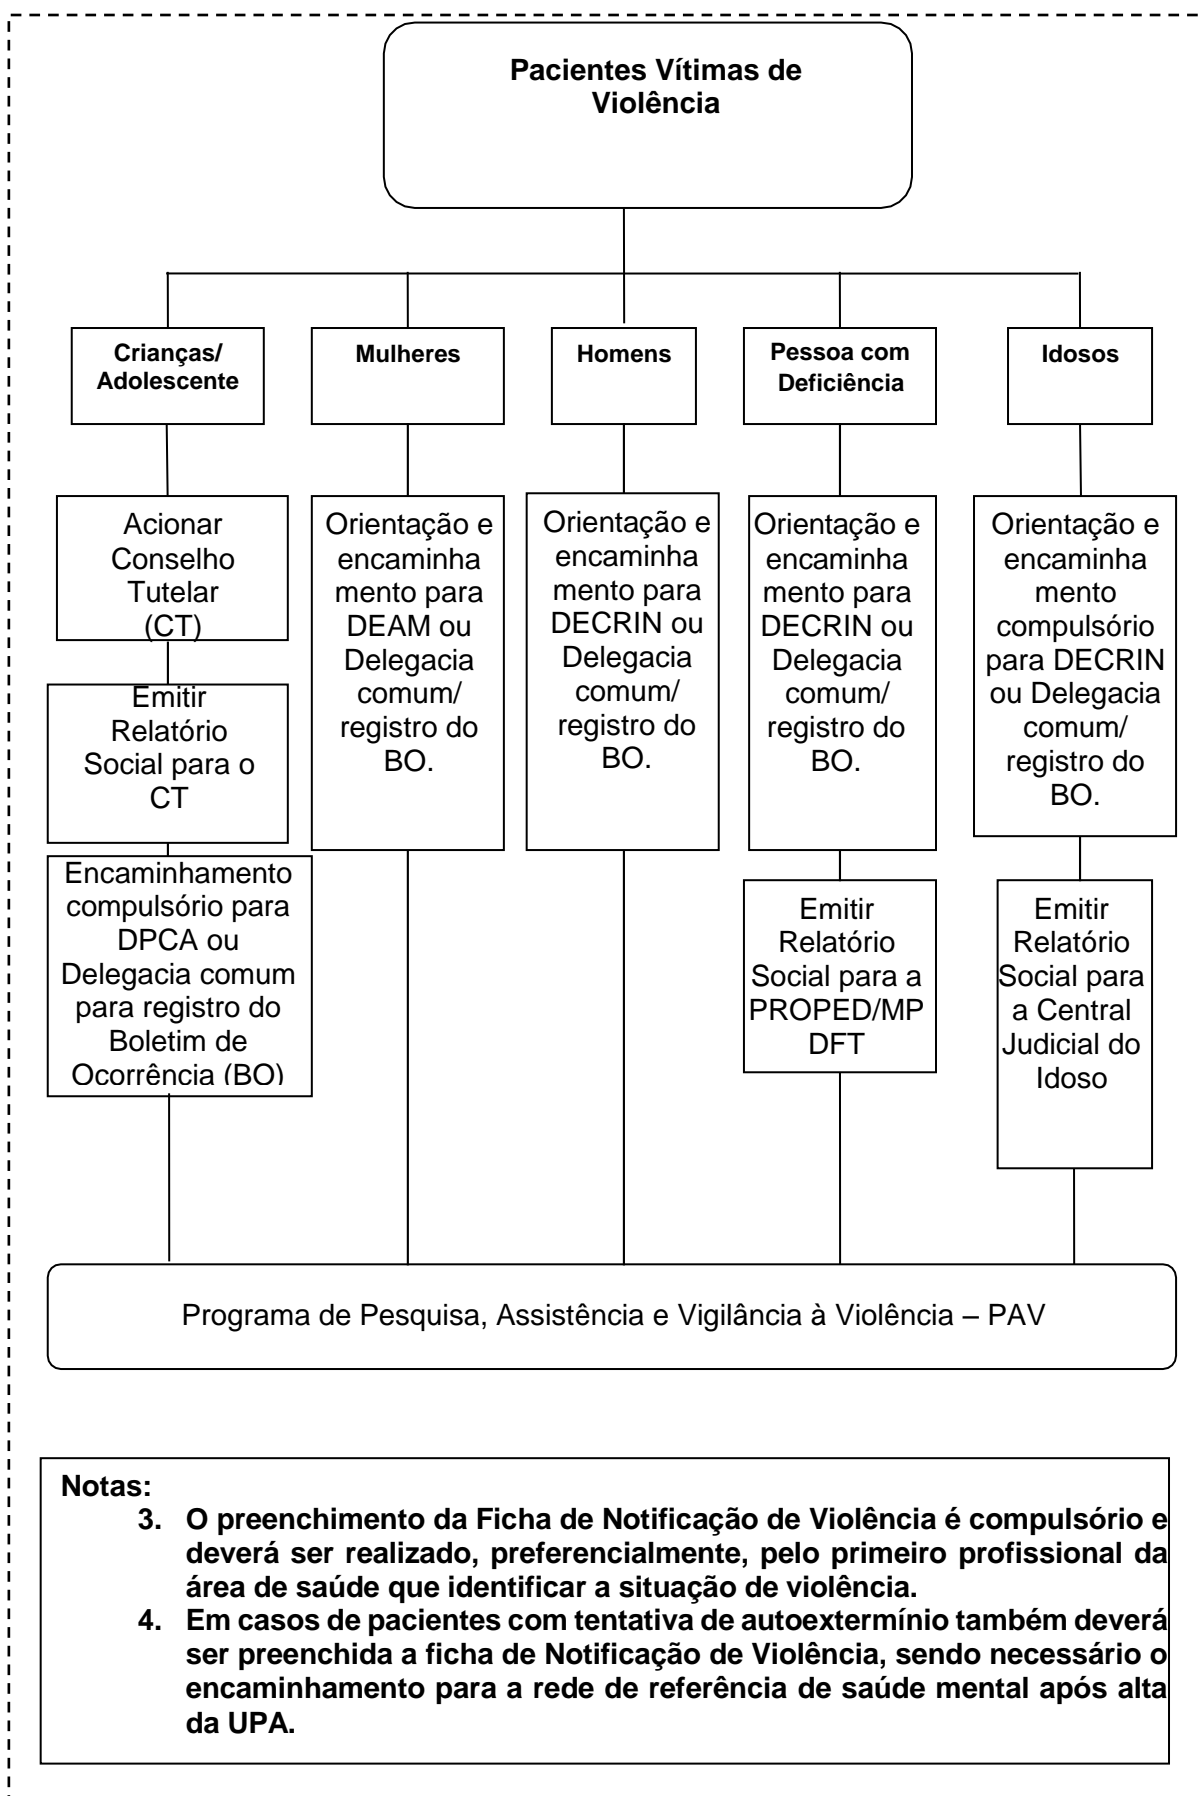 Pacientes Vítimas de
Violência
Crianças/
Adolescente
Mulheres
Homens
Pessoa com
Deficiência
Idosos
Acionar
Conselho
Tutelar
(CT)
Emitir
Relatório
Social para o
CT
Encaminhamento
compulsório para
DPCA ou
Delegacia comum
para registro do
Boletim de
Ocorrência (BO)
Orientação e
encaminha
mento para
DEAM ou
Delegacia
comum/
registro do
BO.
Orientação e
encaminha
mento para
DECRIN ou
Delegacia
comum/
registro do
BO.
Orientação e
encaminha
mento para
DECRIN ou
Delegacia
comum/
registro do
BO.
Emitir
Relatório
Social para a
PROPED/MP
DFT
Orientação e
encaminha
mento
compulsório
para DECRIN
ou Delegacia
comum/
registro do
BO.
Emitir
Relatório
Social para
a Central
Judicial do
Idoso
Programa de Pesquisa, Assistência e Vigilância à Violência – PAV
Notas:
3. O preenchimento da Ficha de Notificação de Violência é compulsório e
deverá ser realizado, preferencialmente, pelo primeiro profissional da
área de saúde que identificar a situação de violência.
4. Em casos de pacientes com tentativa de autoextermínio também deverá
ser preenchida a ficha de Notificação de Violência, sendo necessário o
encaminhamento para a rede de referência de saúde mental após alta
da UPA.